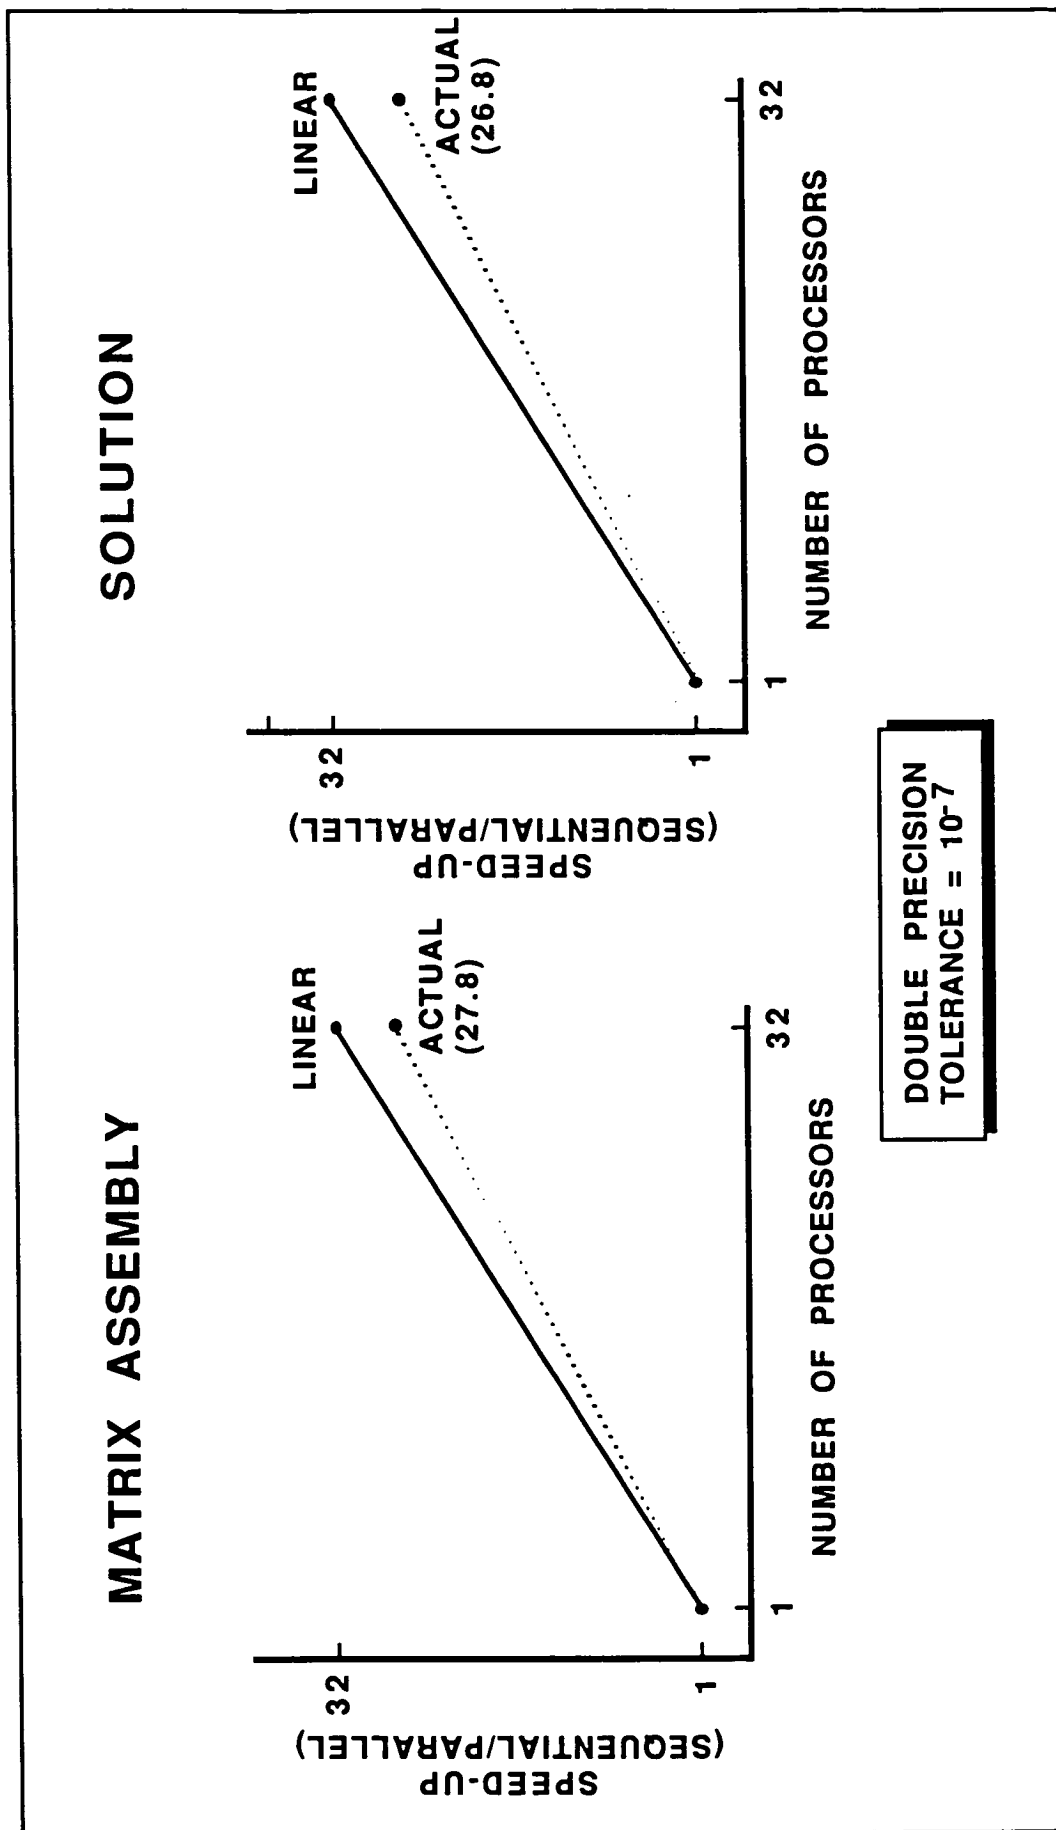 MATRIX ASSEMBLY
SPEED-UP
(SEQUENTIAL/PARALLEL)
32
1
LINEAR
ACTUAL
(27.8)
1
32
NUMBER OF PROCESSORS
SOLUTION
SPEED-UP
(SEQUENTIAL/PARALLEL)
32
1
LINEAR
ACTUAL
(26.8)
1
32
NUMBER OF PROCESSORS
DOUBLE PRECISION
TOLERANCE = 10⁻⁷